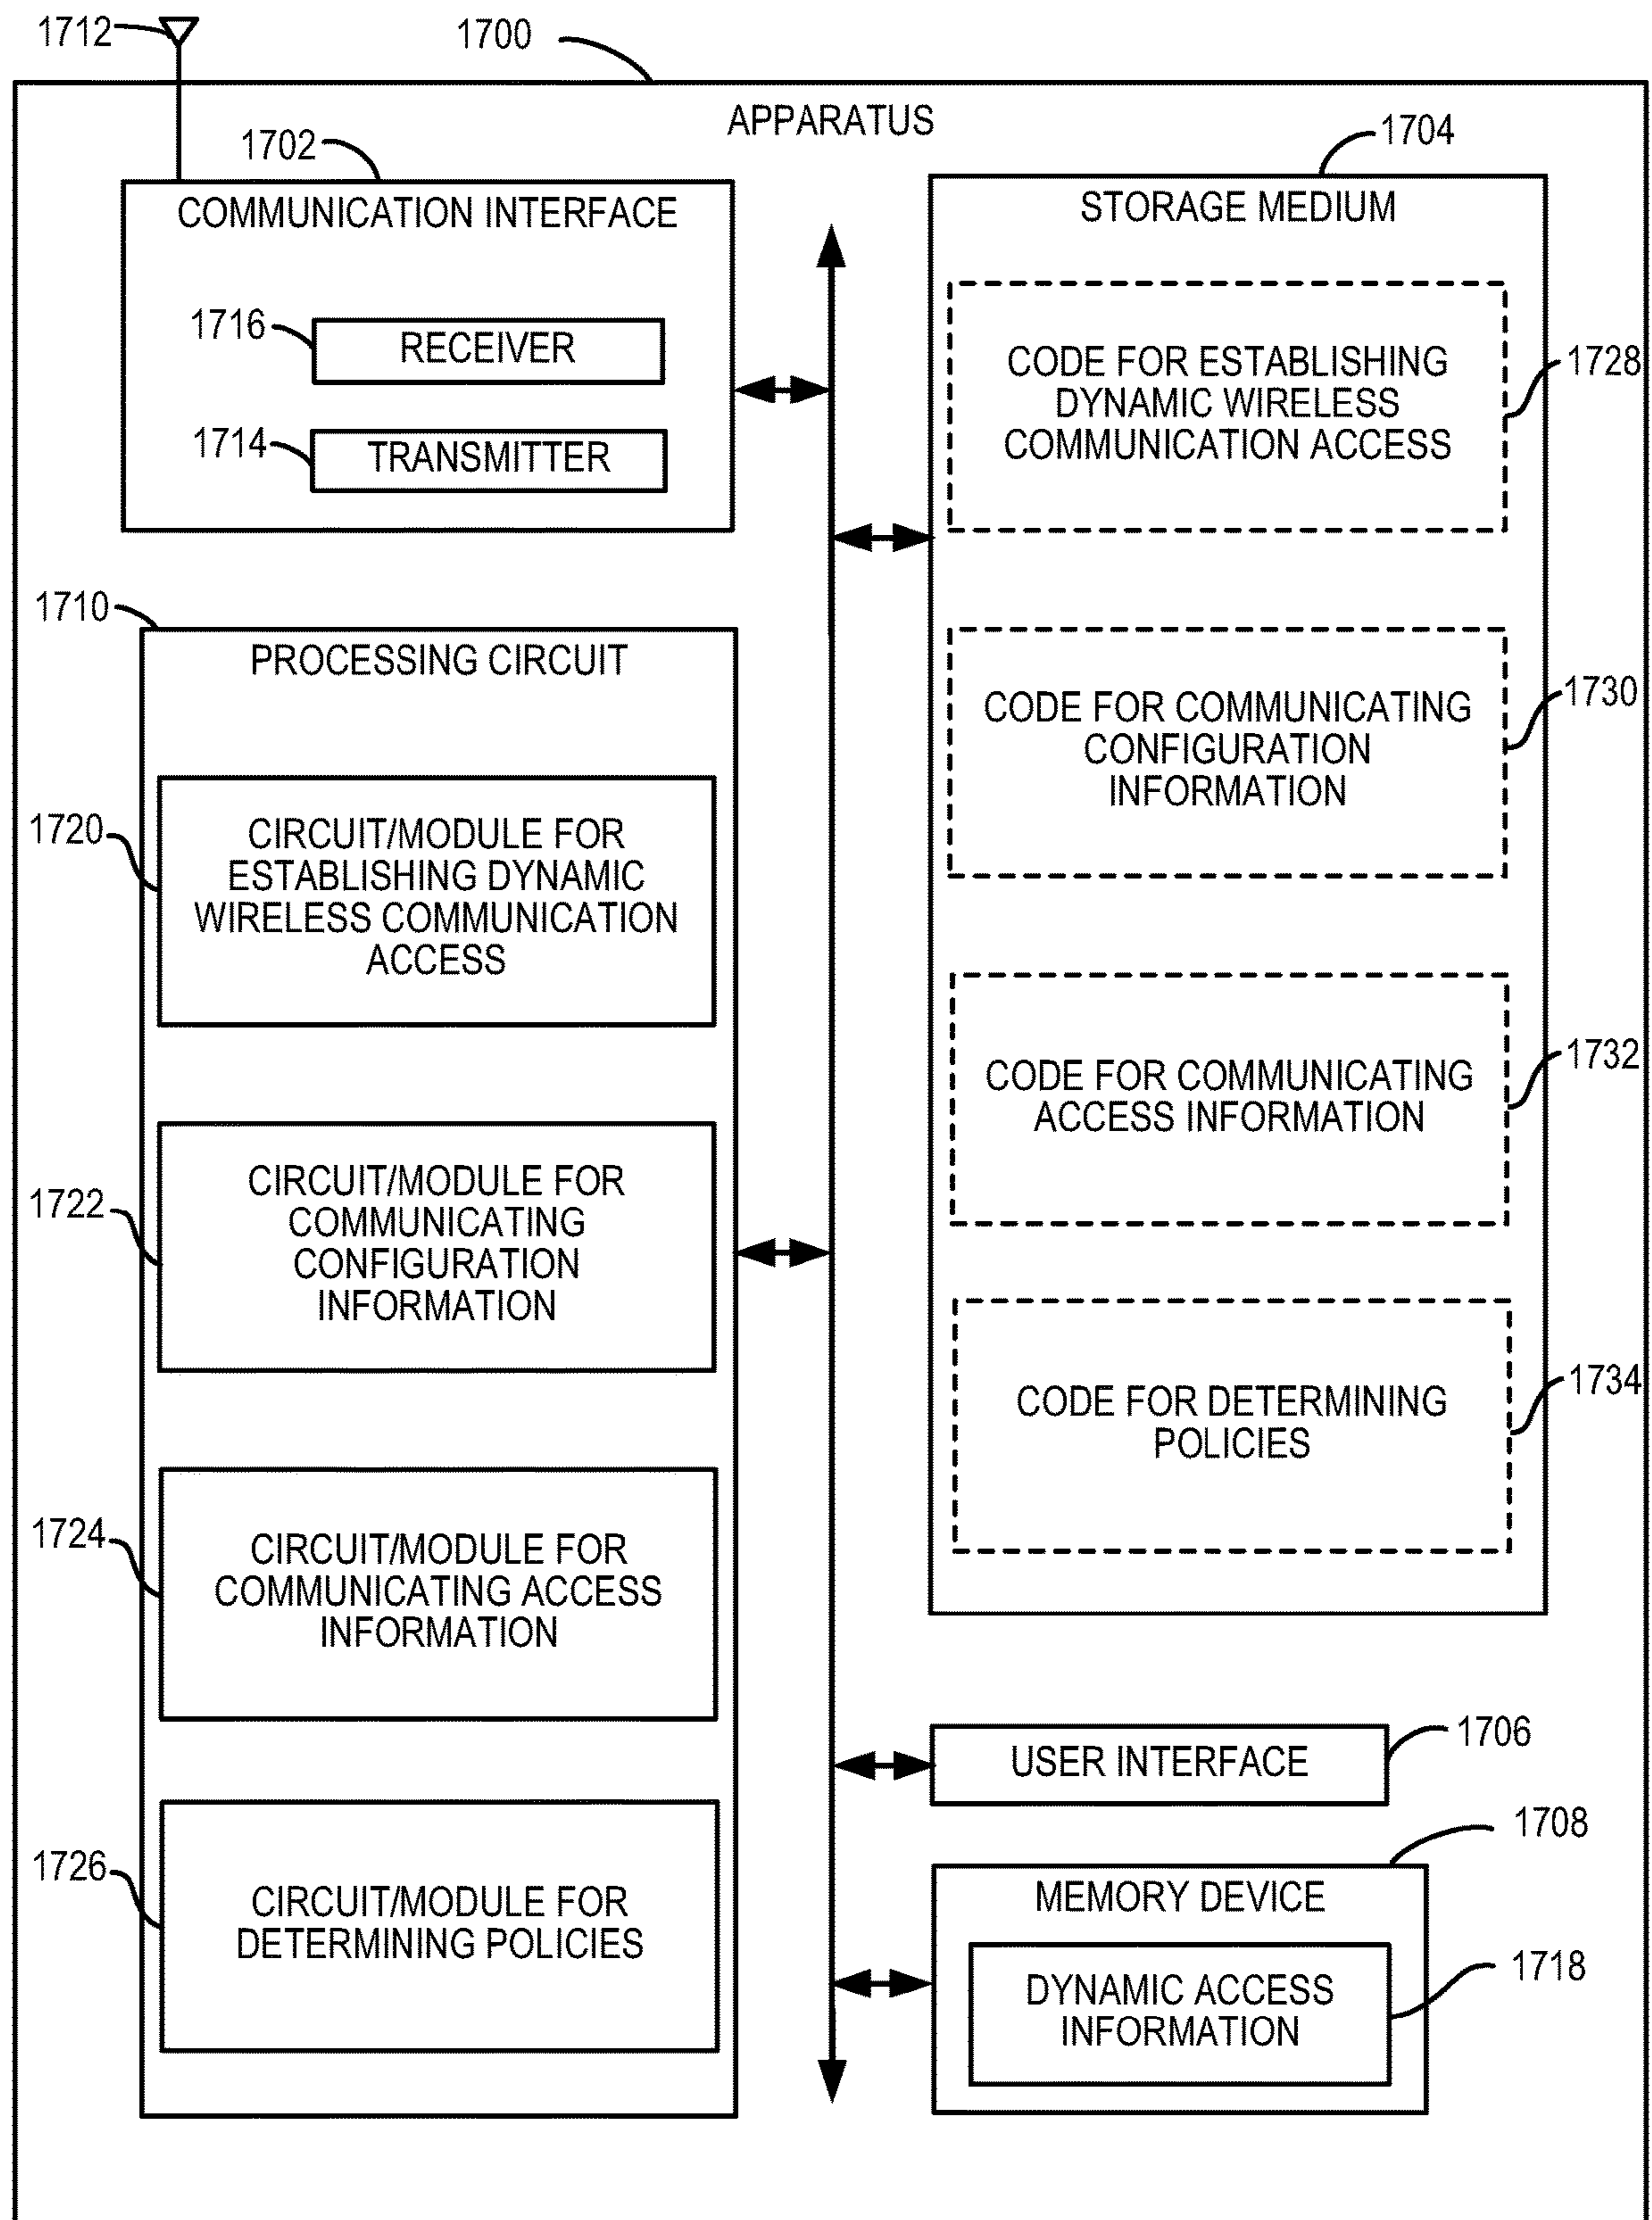 1712
1700
APPARATUS
1702
COMMUNICATION INTERFACE
1716
RECEIVER
1714
TRANSMITTER
1704
STORAGE MEDIUM
CODE FOR ESTABLISHING
DYNAMIC WIRELESS
COMMUNICATION ACCESS
1728
CODE FOR COMMUNICATING
CONFIGURATION
INFORMATION
1730
CODE FOR COMMUNICATING
ACCESS INFORMATION
1732
CODE FOR DETERMINING
POLICIES
1734
1710
PROCESSING CIRCUIT
1720
CIRCUIT/MODULE FOR
ESTABLISHING DYNAMIC
WIRELESS COMMUNICATION
ACCESS
1722
CIRCUIT/MODULE FOR
COMMUNICATING
CONFIGURATION
INFORMATION
1724
CIRCUIT/MODULE FOR
COMMUNICATING ACCESS
INFORMATION
1726
CIRCUIT/MODULE FOR
DETERMINING POLICIES
USER INTERFACE
1706
1708
MEMORY DEVICE
DYNAMIC ACCESS
INFORMATION
1718